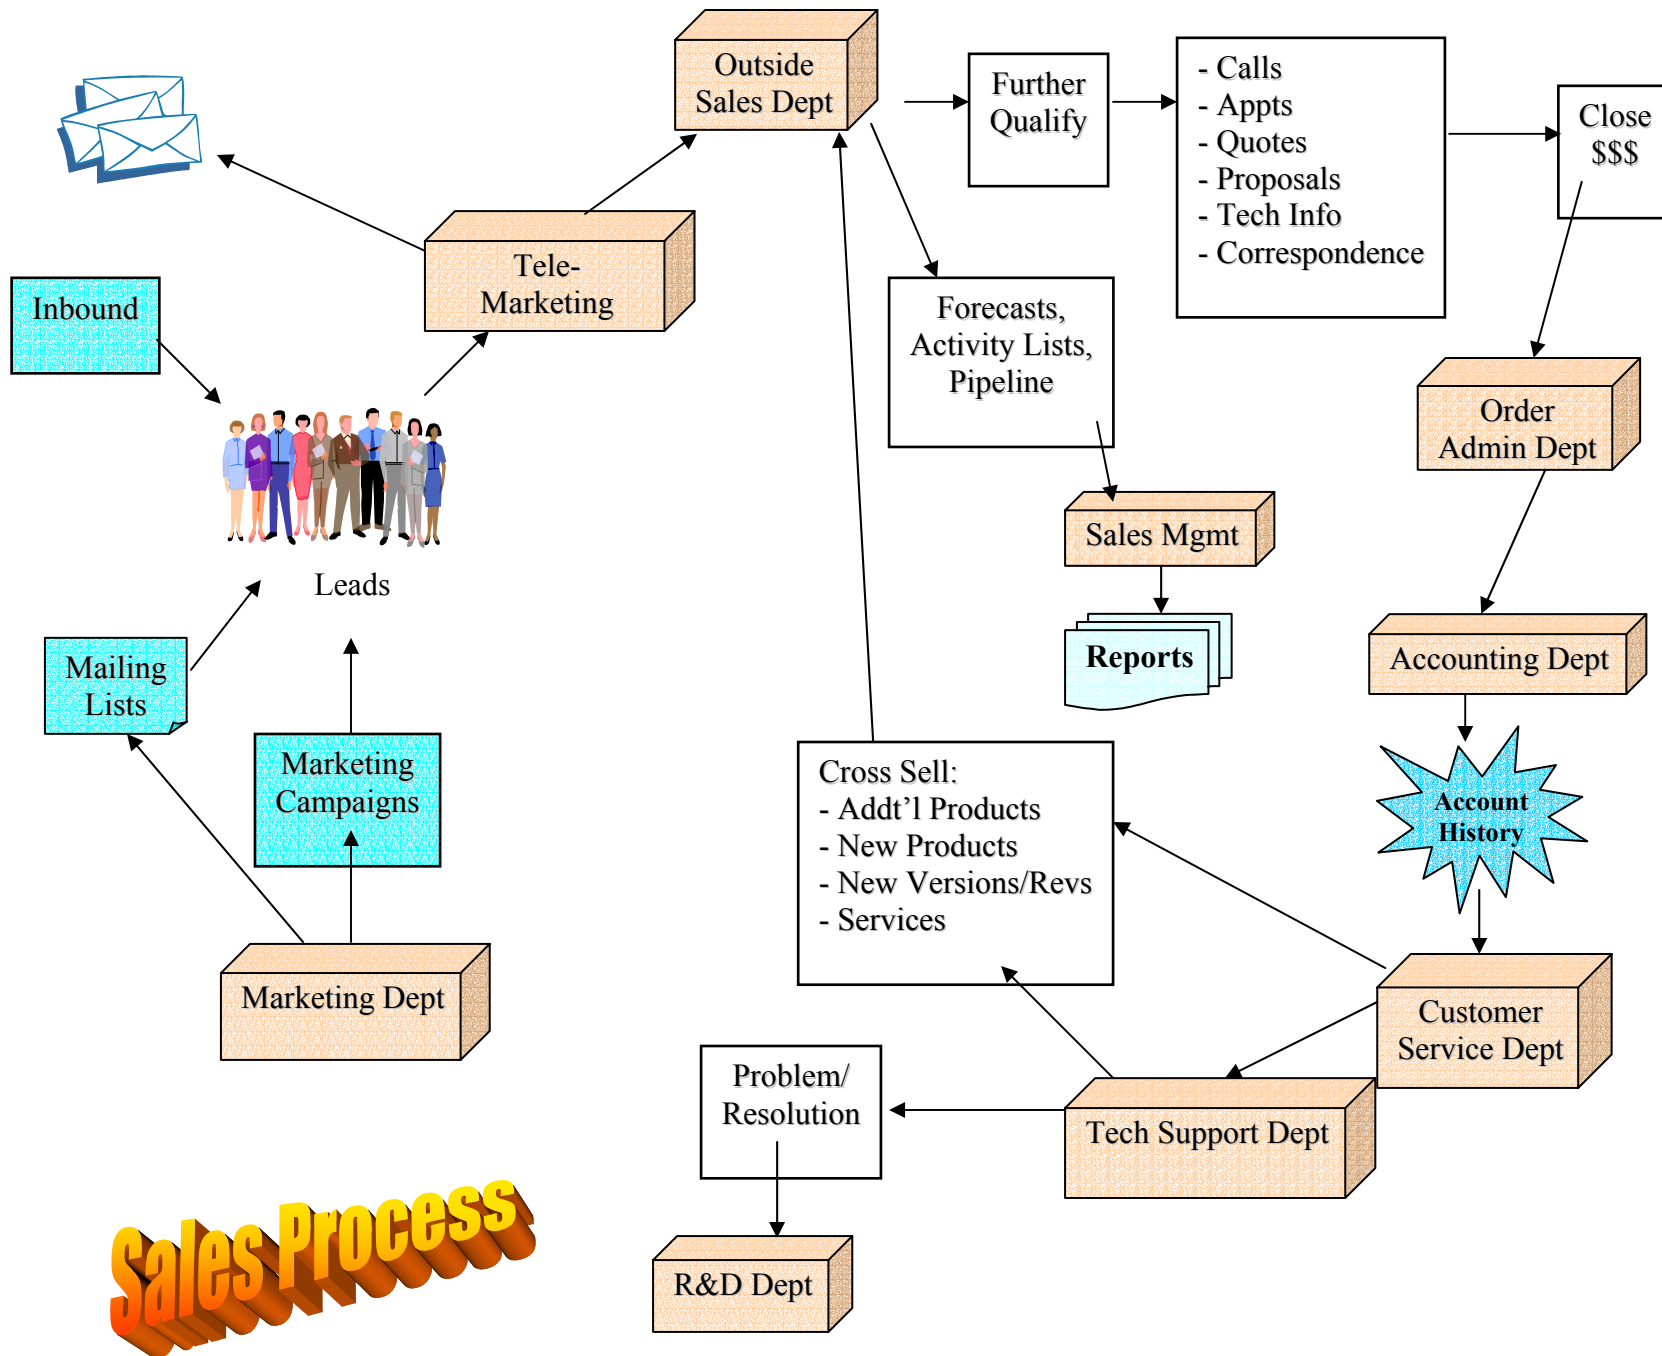 Outside
Sales Dept
Further
Qualify
- Calls
- Appts
- Quotes
- Proposals
- Tech Info
- Correspondence
Close
$$$
Tele-
Marketing
Inbound
Forecasts,
Activity Lists,
Pipeline
Order
Admin Dept
Sales Mgmt
Leads
Reports
Accounting Dept
Mailing
Lists
Marketing
Campaigns
Cross Sell:
- Addt’l Products
- New Products
- New Versions/Revs
- Services
Account
History
Marketing Dept
Customer
Service Dept
Problem/
Resolution
Tech Support Dept
R&D Dept
Sales Process